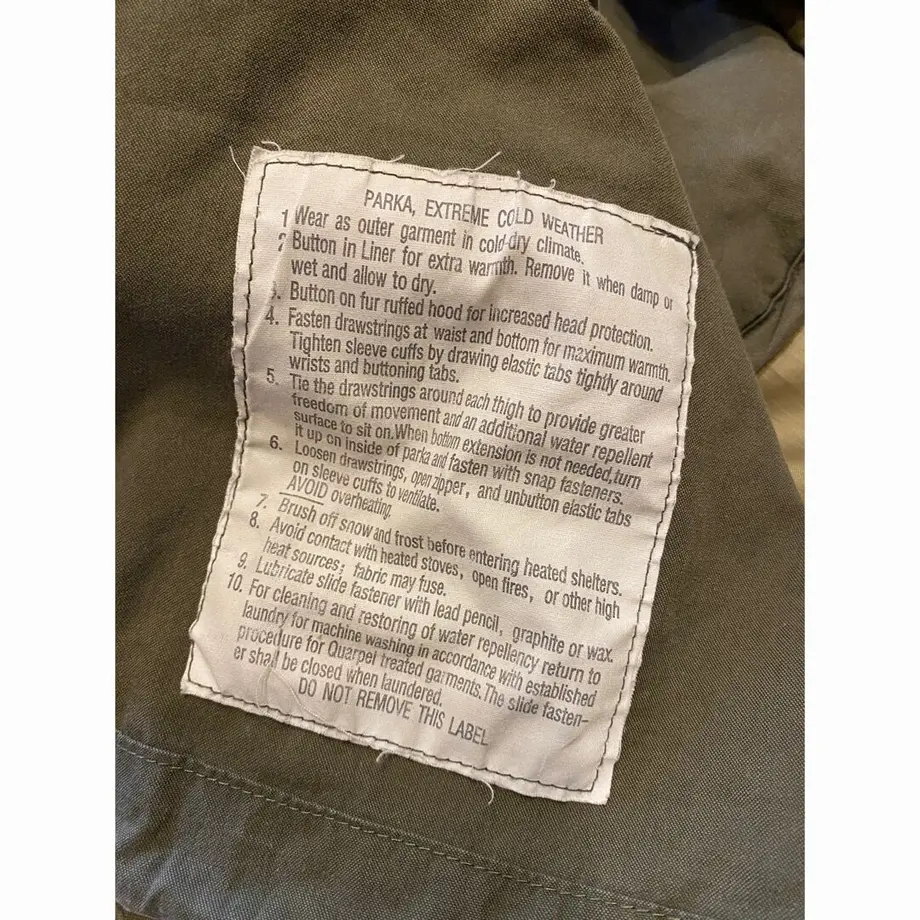 PARKA, EXTREME COLD WEATHER
1 Wear as outer garment in cold-dry climate.
2 Button in Liner for extra warmth. Remove it when damp or
wet and allow to dry.
3. Button on fur ruffed hood for increased head protection.
4. Fasten drawstrings at waist and bottom for maximum warmth.
Tighten sleeve cuffs by drawing elastic tabs tightly around
wrists and buttoning tabs.
5. Tie the drawstrings around each thigh to provide greater
freedom of movement and an additional water repellent
surface to sit on. When bottom extension is not needed, turn
it up on inside of parka and fasten with snap fasteners.
6. Loosen drawstrings, open zipper, and unbutton elastic tabs
on sleeve cuffs to ventilate.
AVOID overheating.
7. Brush off snow and frost before entering heated shelters.
8. Avoid contact with heated stoves, open fires, or other high
heat sources; fabric may fuse.
9. Lubricate slide fastener with lead pencil, graphite or wax.
10. For cleaning and restoring of water repellency return to
laundry for machine washing in accordance with established
procedure for Quarpel treated garments. The slide fasten-
er shall be closed when laundered.
DO NOT REMOVE THIS LABEL